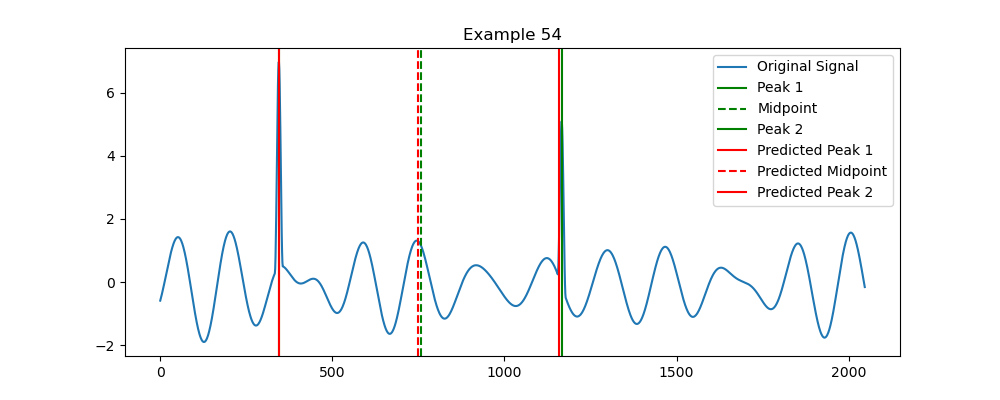 Example 54
Original Signal
Peak 1
Midpoint
Peak 2
Predicted Peak 1
Predicted Midpoint
Predicted Peak 2
6
4
2
0
−2
0 500 1000 1500 2000